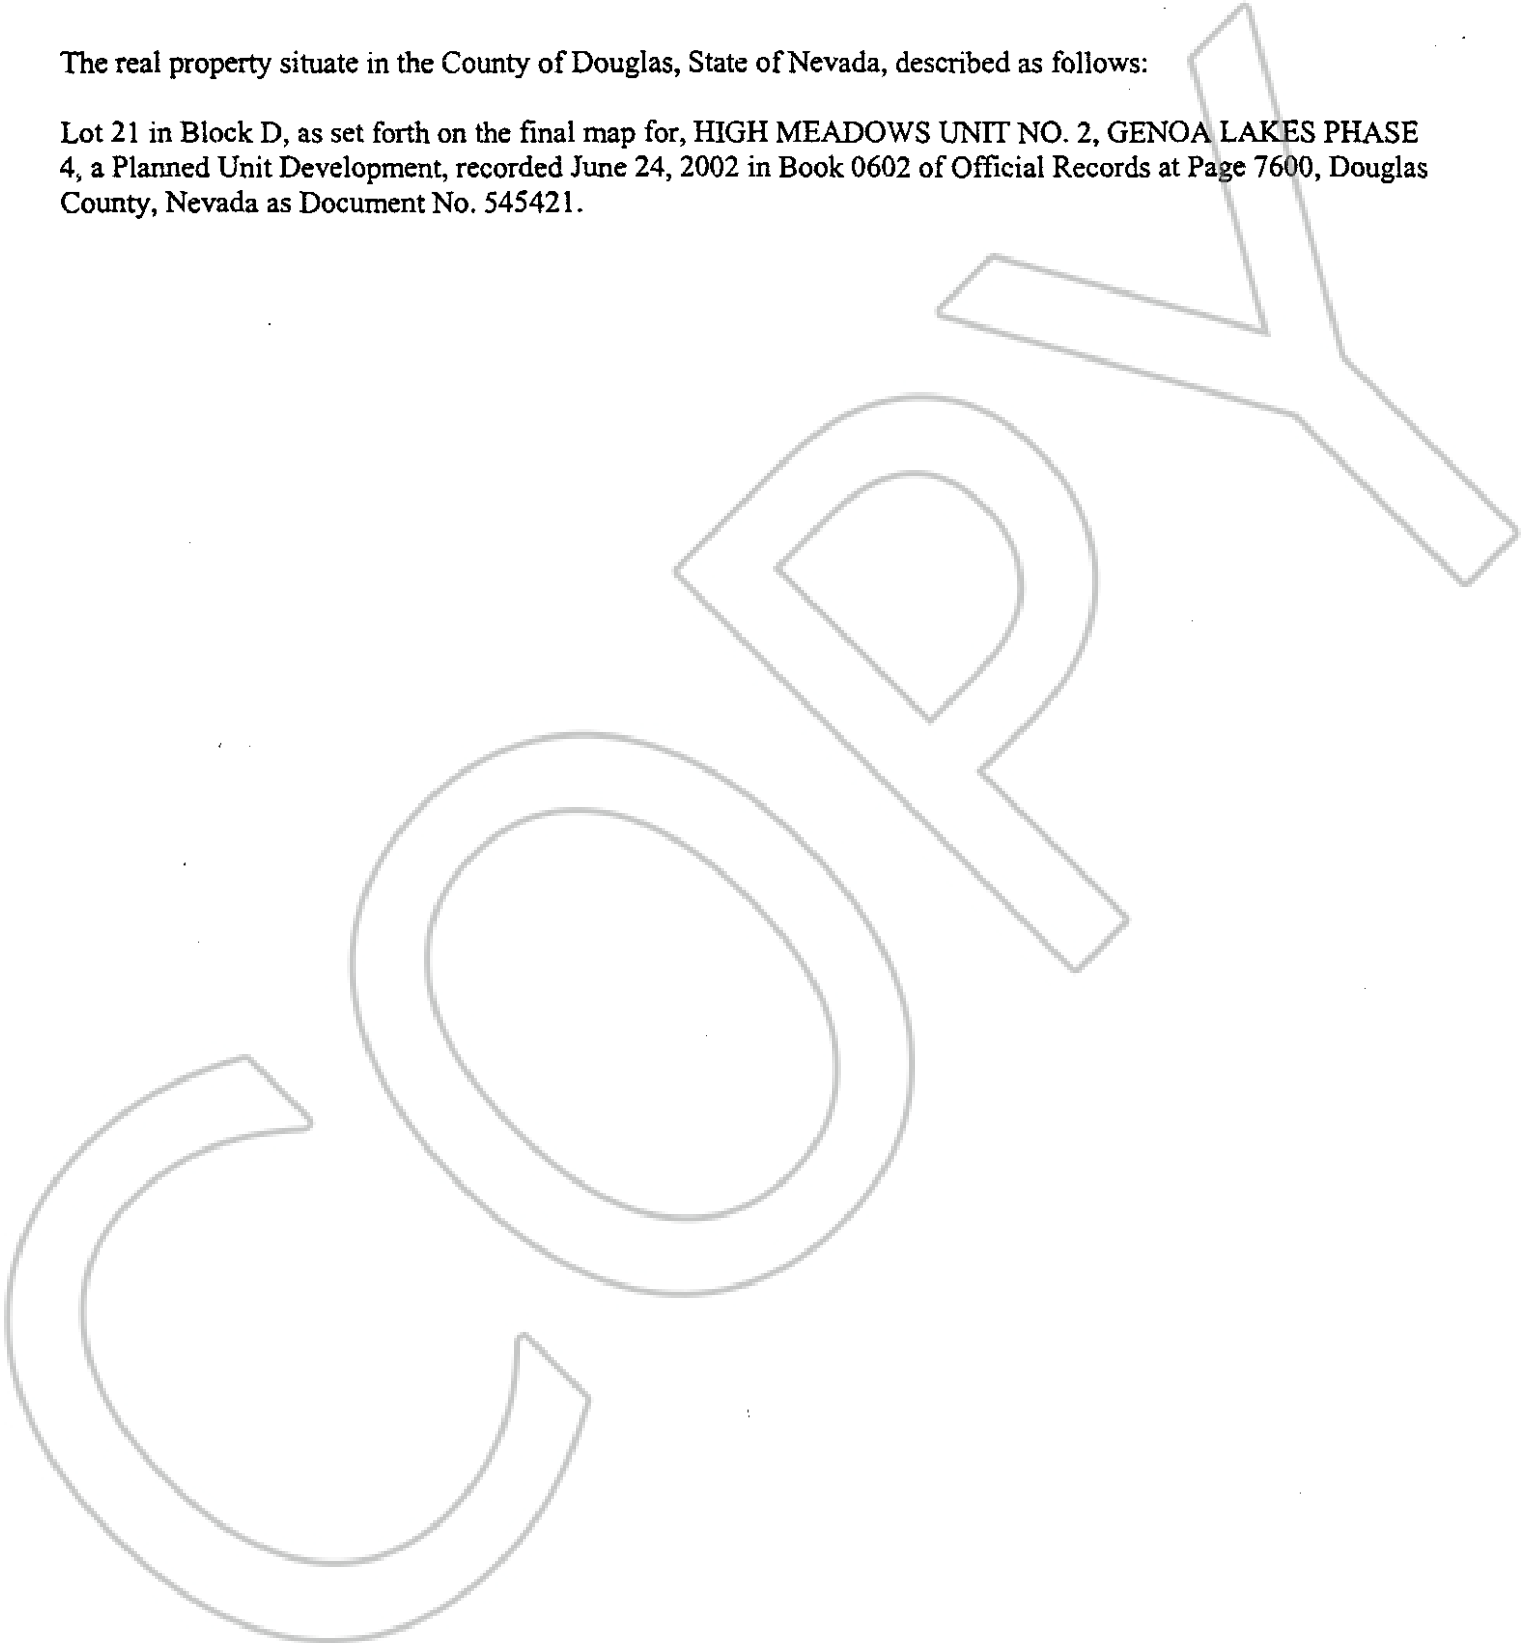 The real property situate in the County of Douglas, State of Nevada, described as follows:
Lot 21 in Block D, as set forth on the final map for, HIGH MEADOWS UNIT NO. 2, GENOA LAKES PHASE
4, a Planned Unit Development, recorded June 24, 2002 in Book 0602 of Official Records at Page 7600, Douglas
County, Nevada as Document No. 545421.
COPY